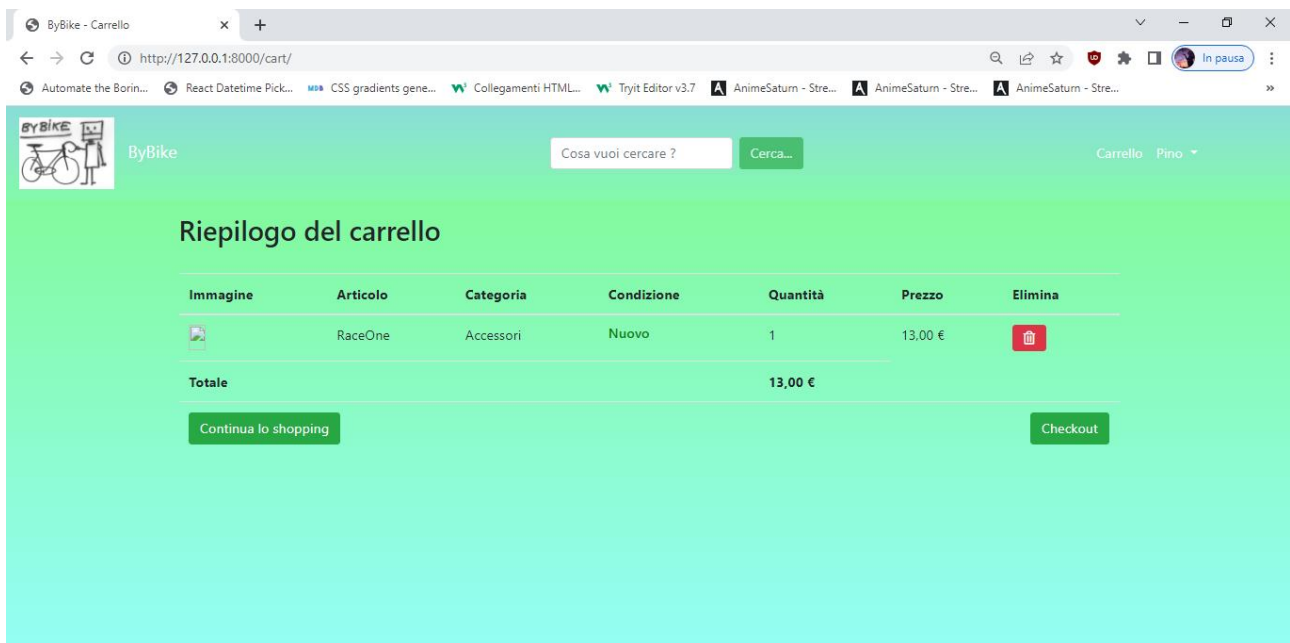 ByBike - Carrello
http://127.0.0.1:8000/cart/
In pausa
Automate the Borin... React Datetime Pick... MDB CSS gradients gene... Collegamenti HTML... Tryit Editor v3.7 AnimeSaturn - Stre... AnimeSaturn - Stre... AnimeSaturn - Stre... »
BYBIKE
ByBike Cosa vuoi cercare ? Cerca... Carrello Pino
Riepilogo del carrello
Immagine Articolo Categoria Condizione Quantità Prezzo Elimina
RaceOne Accessori Nuovo 1 13,00 €
Totale 13,00 €
Continua lo shopping Checkout